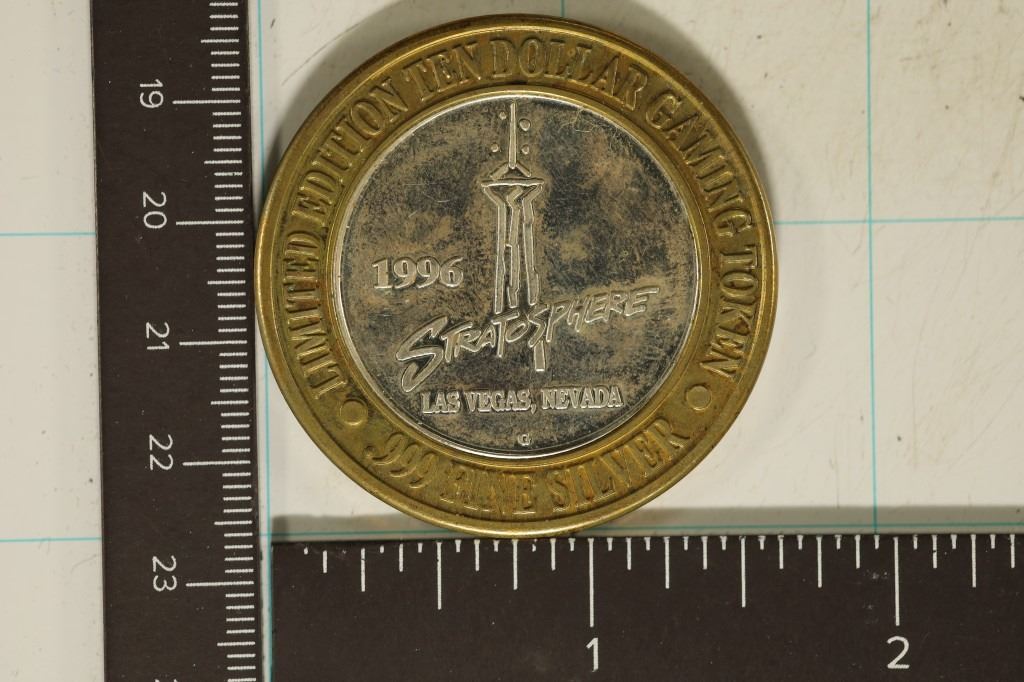 LIMITED EDITION TEN DOLLAR GAMING TOKEN
1996
STRATOSPHERE
LAS VEGAS, NEVADA
G
.999 FINE SILVER
19
20
21
22
23
1
2